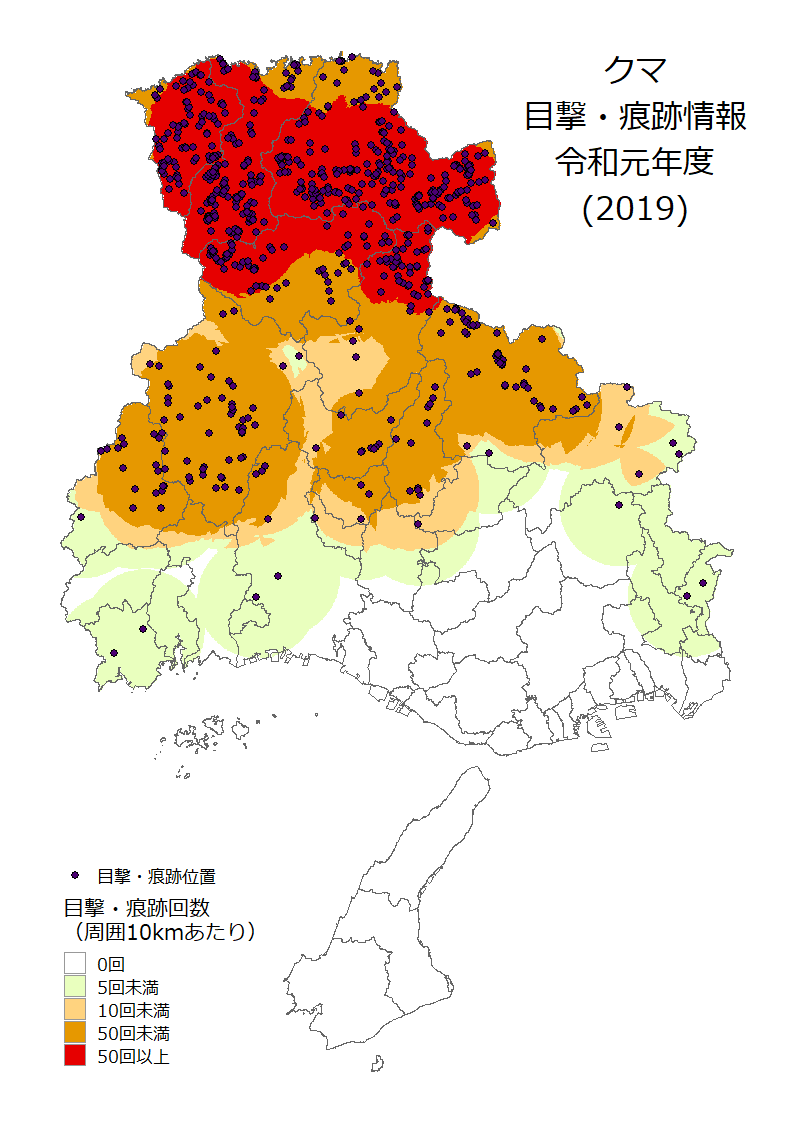 クマ
目撃・痕跡情報
令和元年度
(2019)
目撃・痕跡位置
目撃・痕跡回数
（周囲10kmあたり）
0回
5回未満
10回未満
50回未満
50回以上